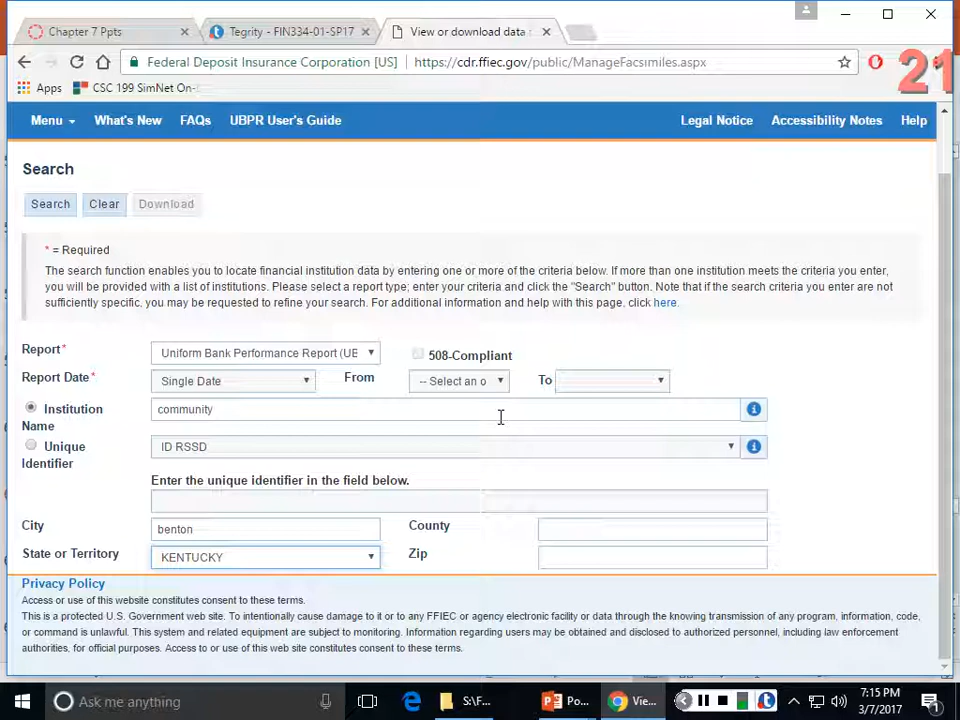 Chapter 7 Ppts
Tegrity - FIN334-01-SP17
View or download data
Federal Deposit Insurance Corporation [US]
https://cdr.ffiec.gov/public/ManageFacsimiles.aspx
21
Apps
CSC 199 SimNet On-
Menu
What's New
FAQs
UBPR User's Guide
Legal Notice
Accessibility Notes
Help
Search
Search
Clear
Download
* = Required
The search function enables you to locate financial institution data by entering one or more of the criteria below. If more than one institution meets the criteria you enter,
you will be provided with a list of institutions. Please select a report type; enter your criteria and click the "Search" button. Note that if the search criteria you enter are not
sufficiently specific, you may be requested to refine your search. For additional information and help with this page, click here.
Report*
Uniform Bank Performance Report (UE
508-Compliant
Report Date*
Single Date
From
-- Select an o
To
Institution
Name
community
Unique
Identifier
ID RSSD
Enter the unique identifier in the field below.
City
benton
County
State or Territory
KENTUCKY
Zip
Privacy Policy
Access or use of this website constitutes consent to these terms.
This is a protected U.S. Government web site. To intentionally cause damage to it or to any FFIEC or agency electronic facility or data through the knowing transmission of any program, information, code,
or command is unlawful. This system and related equipment are subject to monitoring. Information regarding users may be obtained and disclosed to authorized personnel, including law enforcement
authorities, for official purposes. Access to or use of this web site constitutes consent to these terms.
Ask me anything
S:\F...
Po...
Vie...
7:15 PM
3/7/2017
1